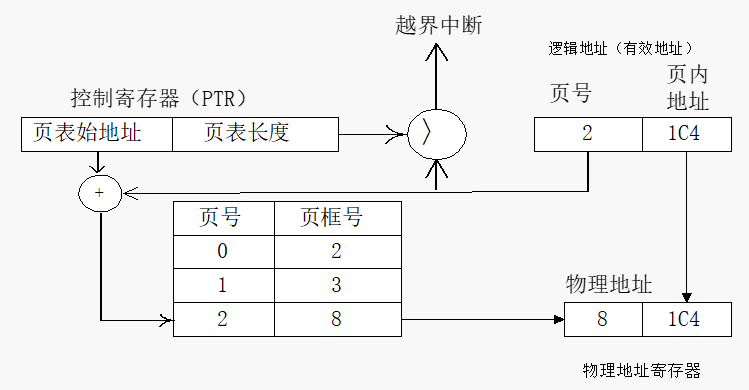 越界中断
逻辑地址（有效地址）
控制寄存器（PTR）
页号
页内
地址
页表始地址 页表长度
〉
2 1C4
+
页号 页框号
0 2
1 3
2 8
物理地址
8 1C4
物理地址寄存器